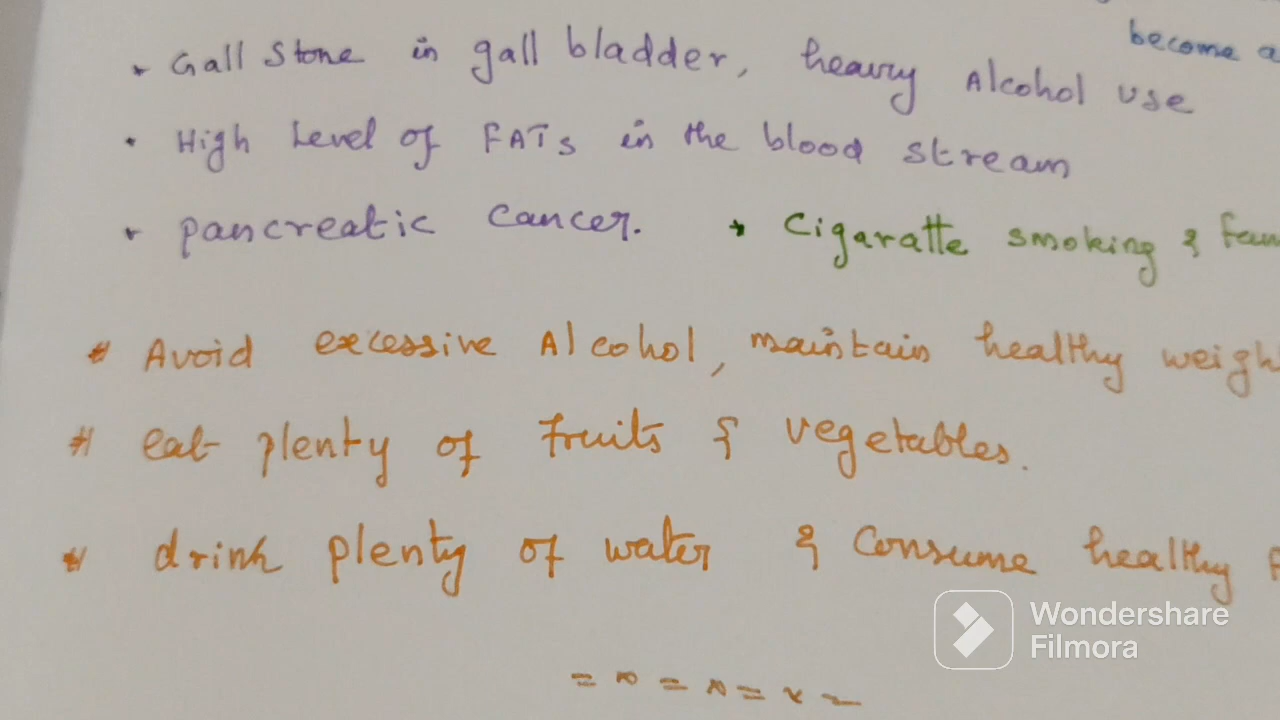 become a
Gall Stone in gall bladder, heavy Alcohol use
• High Level of FATs in the blood stream
pancreatic cancer. Cigaratte smoking &
Avoid excessive Alcohol, maintain healthy weigh
eat plenty of fruits & vegetables.
drink plenty of water & Consume healthy
Wondershare
Filmora